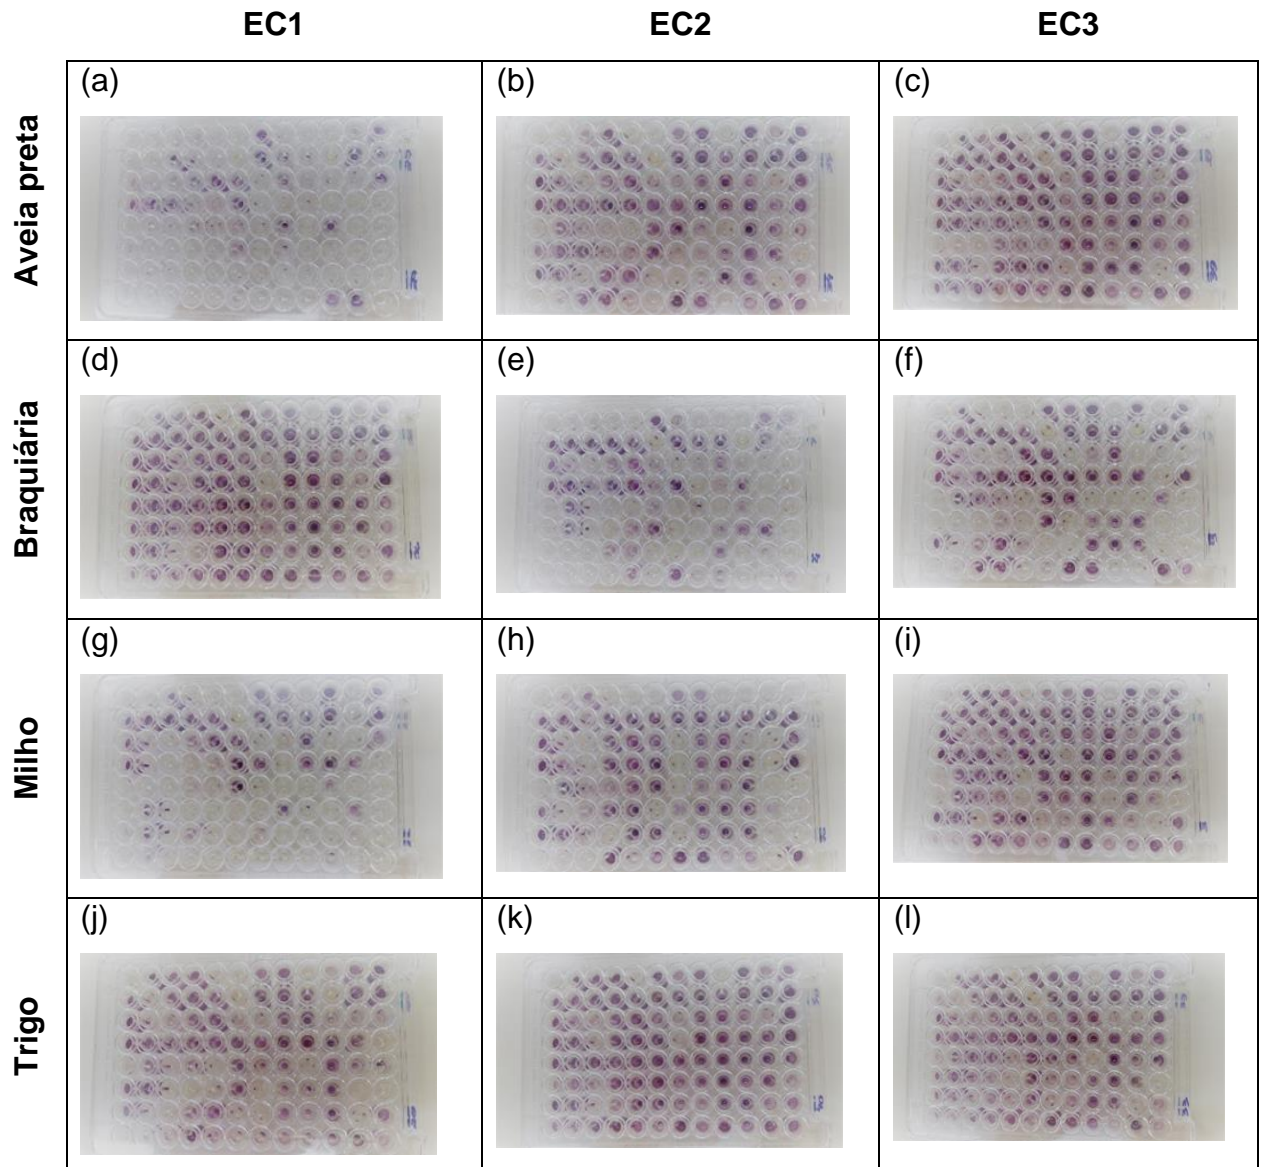 EC1 EC2 EC3
Aveia preta
(a) (b) (c)
Braquiária
(d) (e) (f)
Milho
(g) (h) (i)
Trigo
(j) (k) (l)